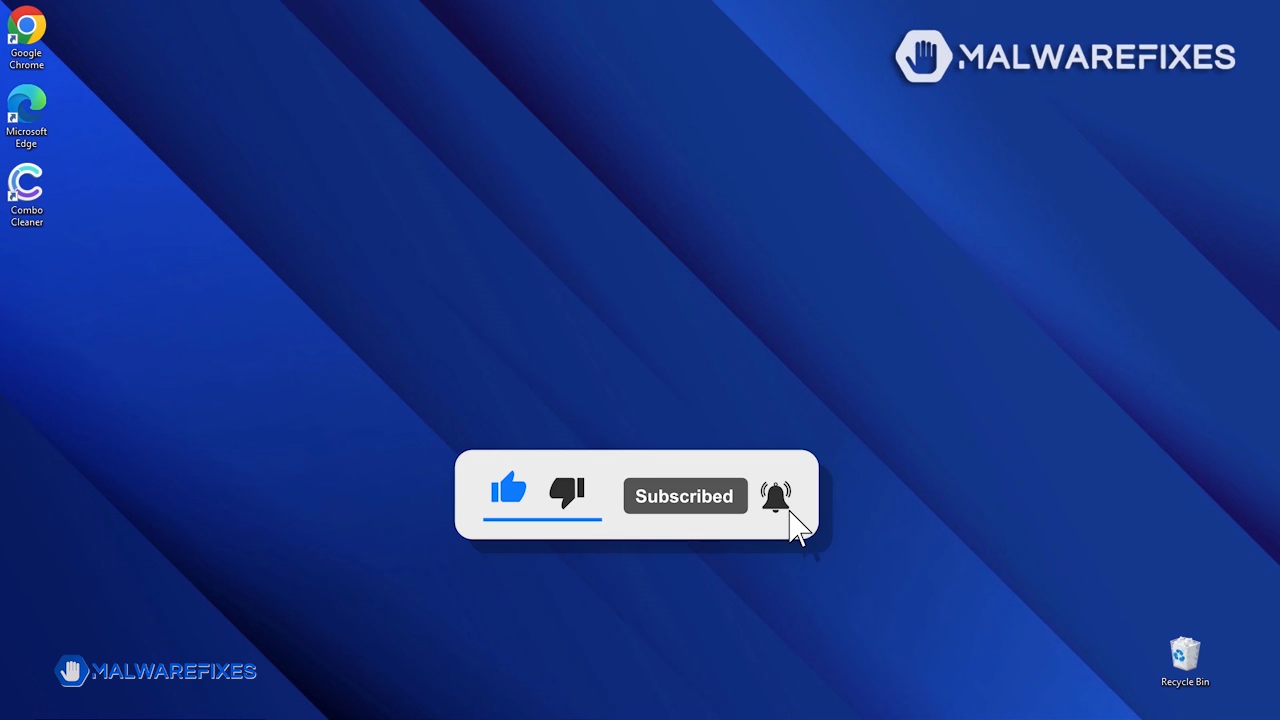 Google
Chrome
MALWAREFIXES
Microsoft
Edge
Combo
Cleaner
Subscribed
MALWAREFIXES
Recycle Bin